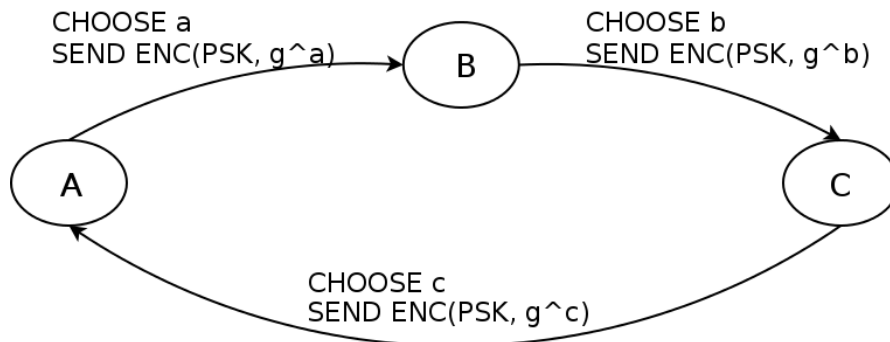 CHOOSE a
SEND ENC(PSK, g^a)
CHOOSE b
SEND ENC(PSK, g^b)
B
A
C
CHOOSE c
SEND ENC(PSK, g^c)